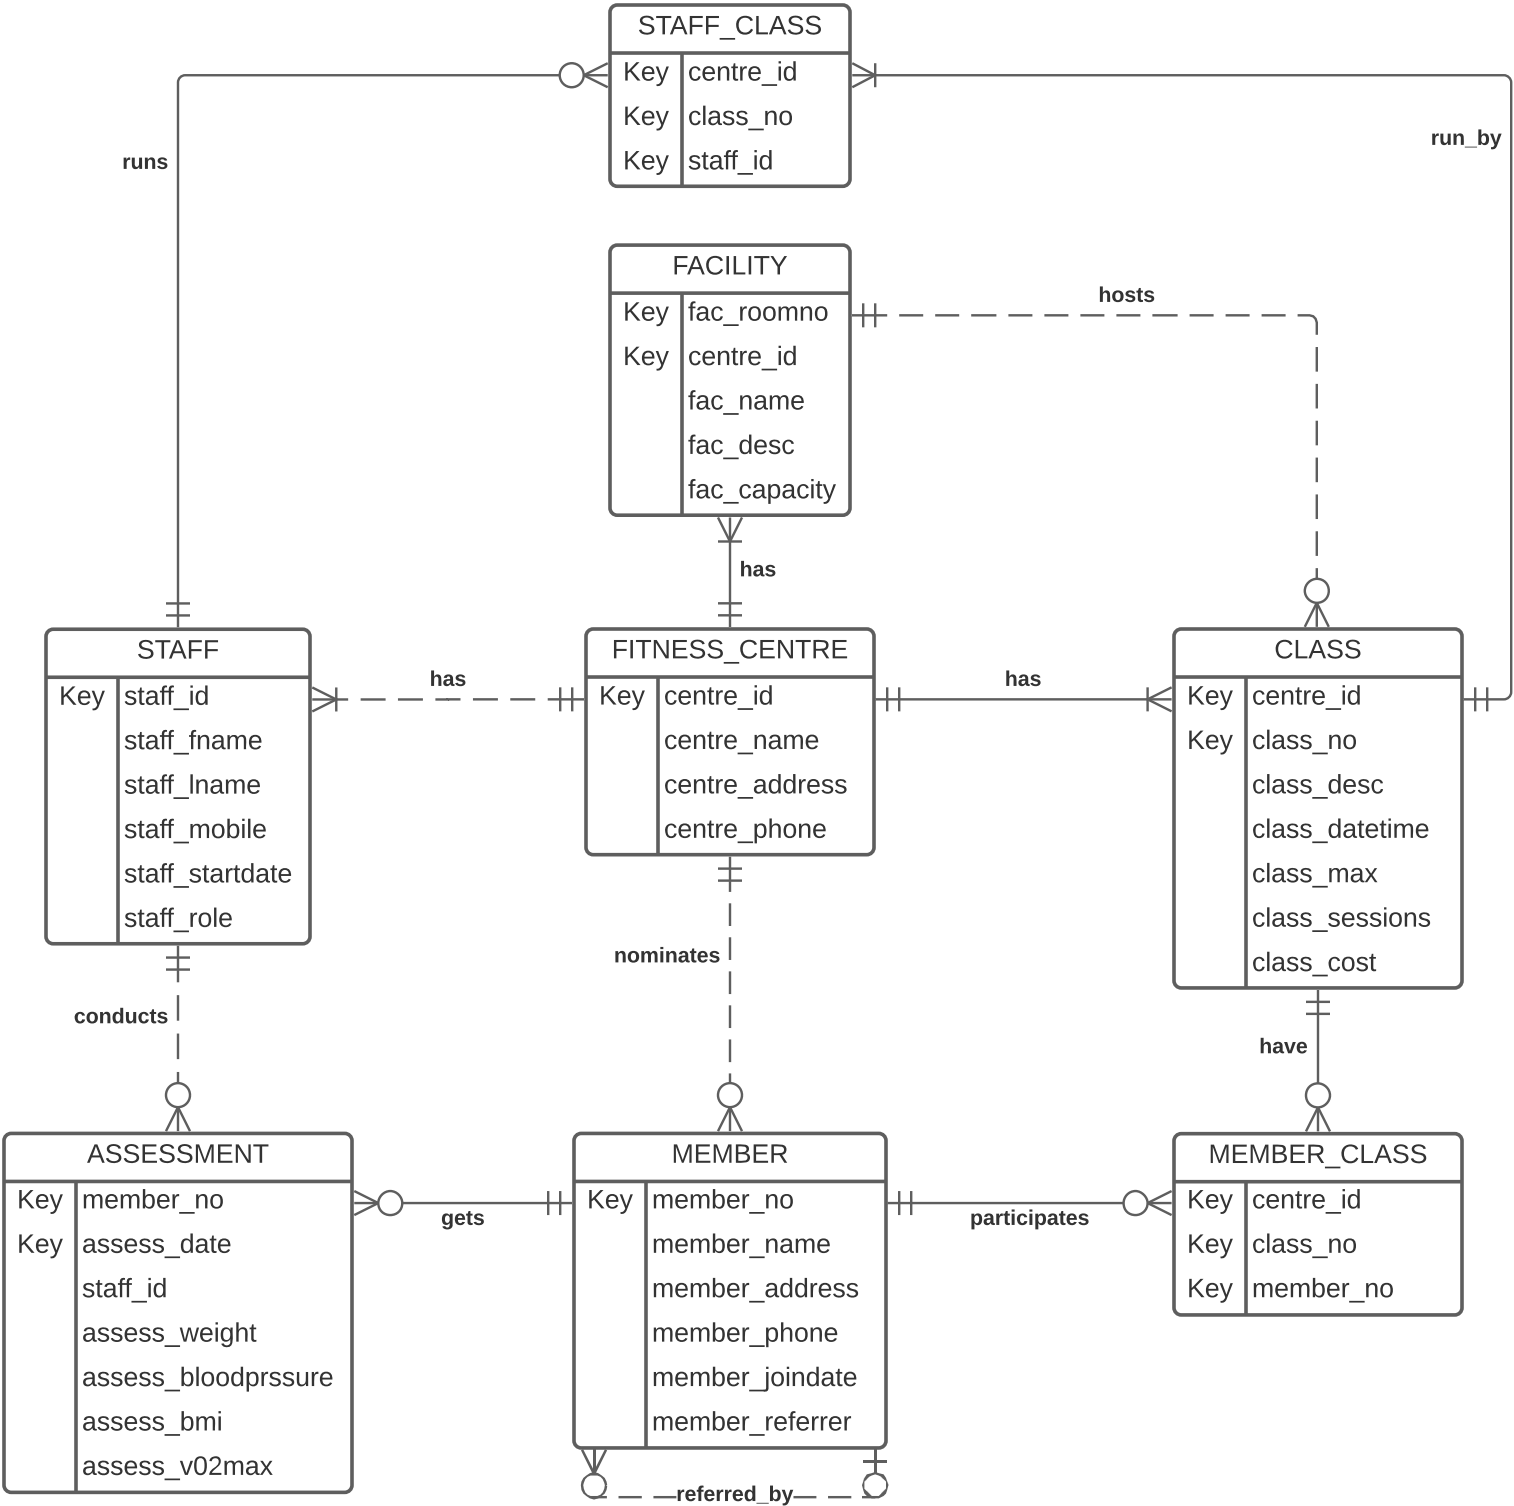 STAFF_CLASS
Key centre_id
Key class_no
Key staff_id
runs
run_by
FACILITY
Key fac_roomno
Key centre_id
fac_name
fac_desc
fac_capacity
hosts
has
STAFF
Key staff_id
staff_fname
staff_lname
staff_mobile
staff_startdate
staff_role
has
FITNESS_CENTRE
Key centre_id
centre_name
centre_address
centre_phone
has
CLASS
Key centre_id
Key class_no
class_desc
class_datetime
class_max
class_sessions
class_cost
conducts
nominates
have
ASSESSMENT
Key member_no
Key assess_date
staff_id
assess_weight
assess_bloodprssure
assess_bmi
assess_v02max
gets
MEMBER
Key member_no
member_name
member_address
member_phone
member_joindate
member_referrer
participates
MEMBER_CLASS
Key centre_id
Key class_no
Key member_no
referred_by